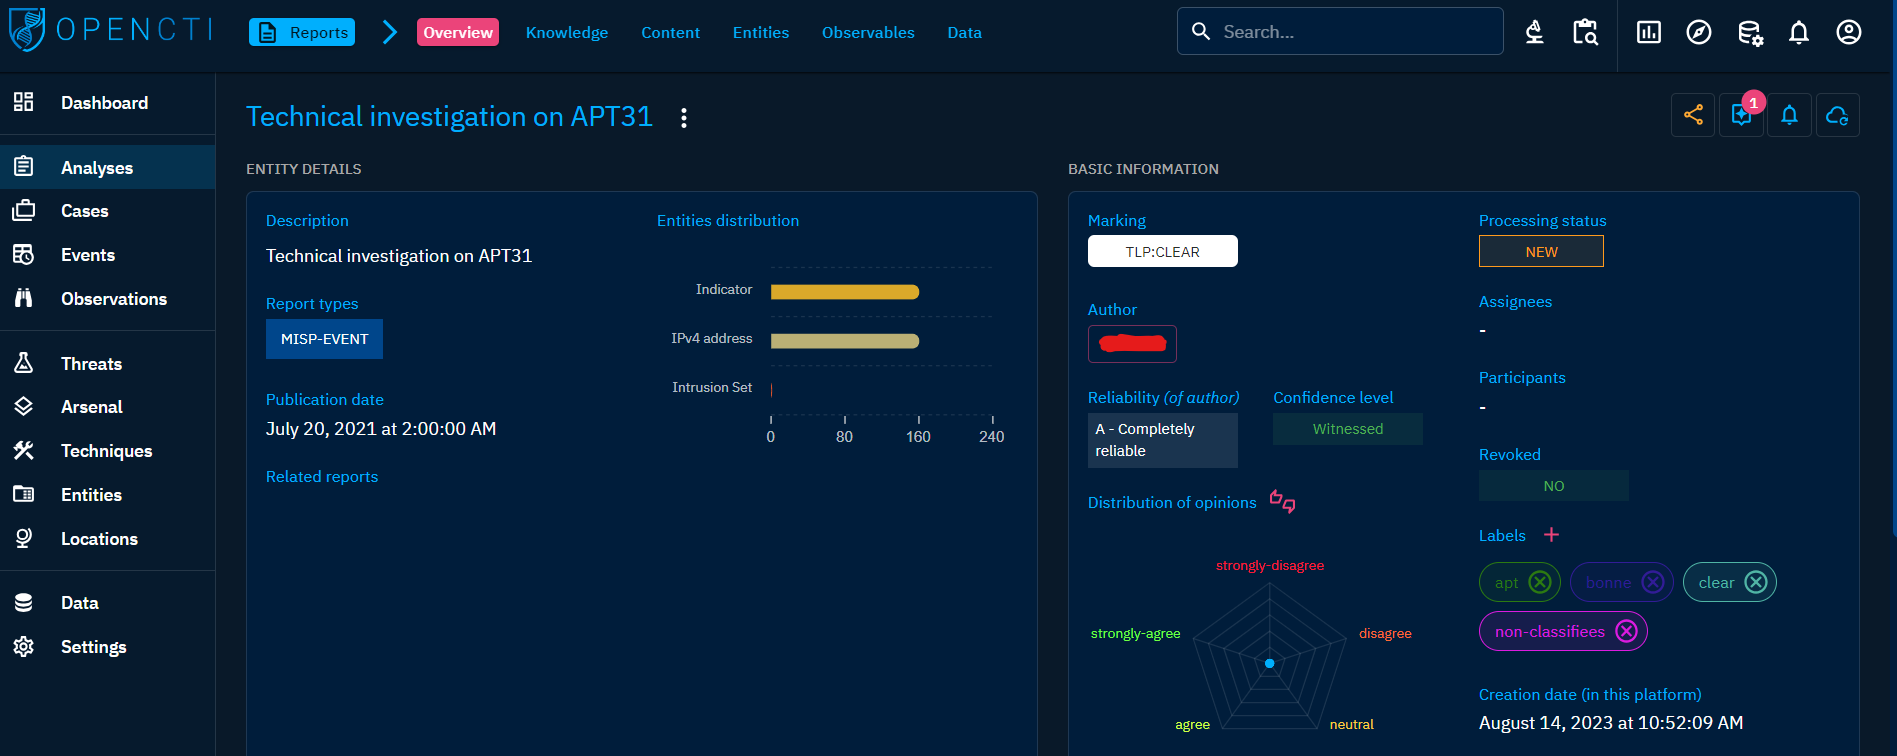 OPENCTI
Reports
Overview
Knowledge
Content
Entities
Observables
Data
Search...
Dashboard
Analyses
Cases
Events
Observations
Threats
Arsenal
Techniques
Entities
Locations
Data
Settings
Technical investigation on APT31
1
ENTITY DETAILS
Description
Technical investigation on APT31
Report types
MISP-EVENT
Publication date
July 20, 2021 at 2:00:00 AM
Related reports
Entities distribution
Indicator
IPv4 address
Intrusion Set
0 80 160 240
BASIC INFORMATION
Marking
TLP:CLEAR
Author
Reliability (of author)
A - Completely
reliable
Confidence level
Witnessed
Distribution of opinions
strongly-disagree
strongly-agree
disagree
agree
neutral
Processing status
NEW
Assignees
-
Participants
-
Revoked
NO
Labels
apt
bonne
clear
non-classifiees
Creation date (in this platform)
August 14, 2023 at 10:52:09 AM